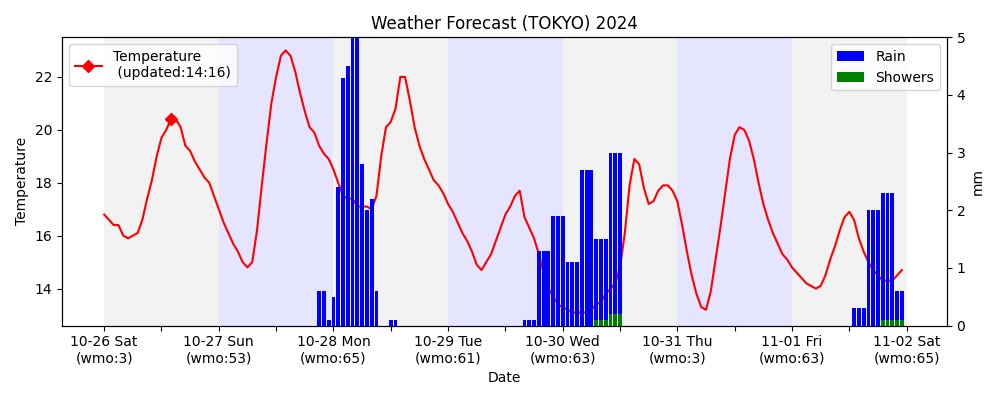 Weather Forecast (TOKYO) 2024
Temperature
(updated:14:16)
Rain
Showers
Temperature
22
20
18
16
14
5
4
3
2
1
0
mm
10-26 Sat
(wmo:3)
10-27 Sun
(wmo:53)
10-28 Mon
(wmo:65)
10-29 Tue
(wmo:61)
10-30 Wed
(wmo:63)
10-31 Thu
(wmo:3)
11-01 Fri
(wmo:63)
11-02 Sat
(wmo:65)
Date